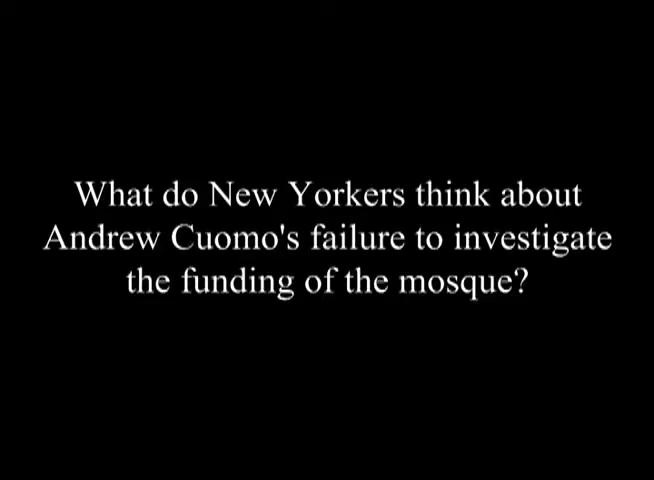 What do New Yorkers think about
Andrew Cuomo's failure to investigate
the funding of the mosque?